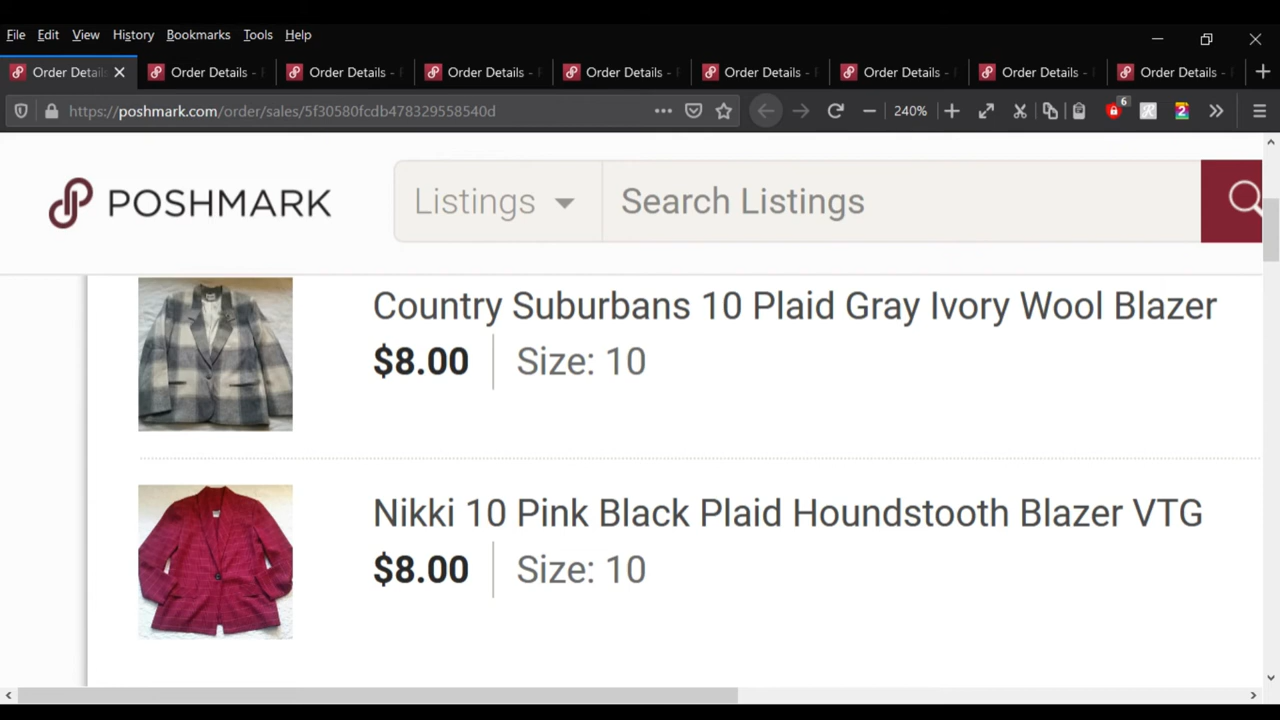 File Edit View History Bookmarks Tools Help
Order Details Order Details - Order Details - Order Details - Order Details - Order Details - Order Details - Order Details - Order Details -
https://poshmark.com/order/sales/5f30580fcdb478329558540d 240% 6 2
POSHMARK Listings Search Listings
Country Suburbans 10 Plaid Gray Ivory Wool Blazer
$8.00 Size: 10
Nikki 10 Pink Black Plaid Houndstooth Blazer VTG
$8.00 Size: 10